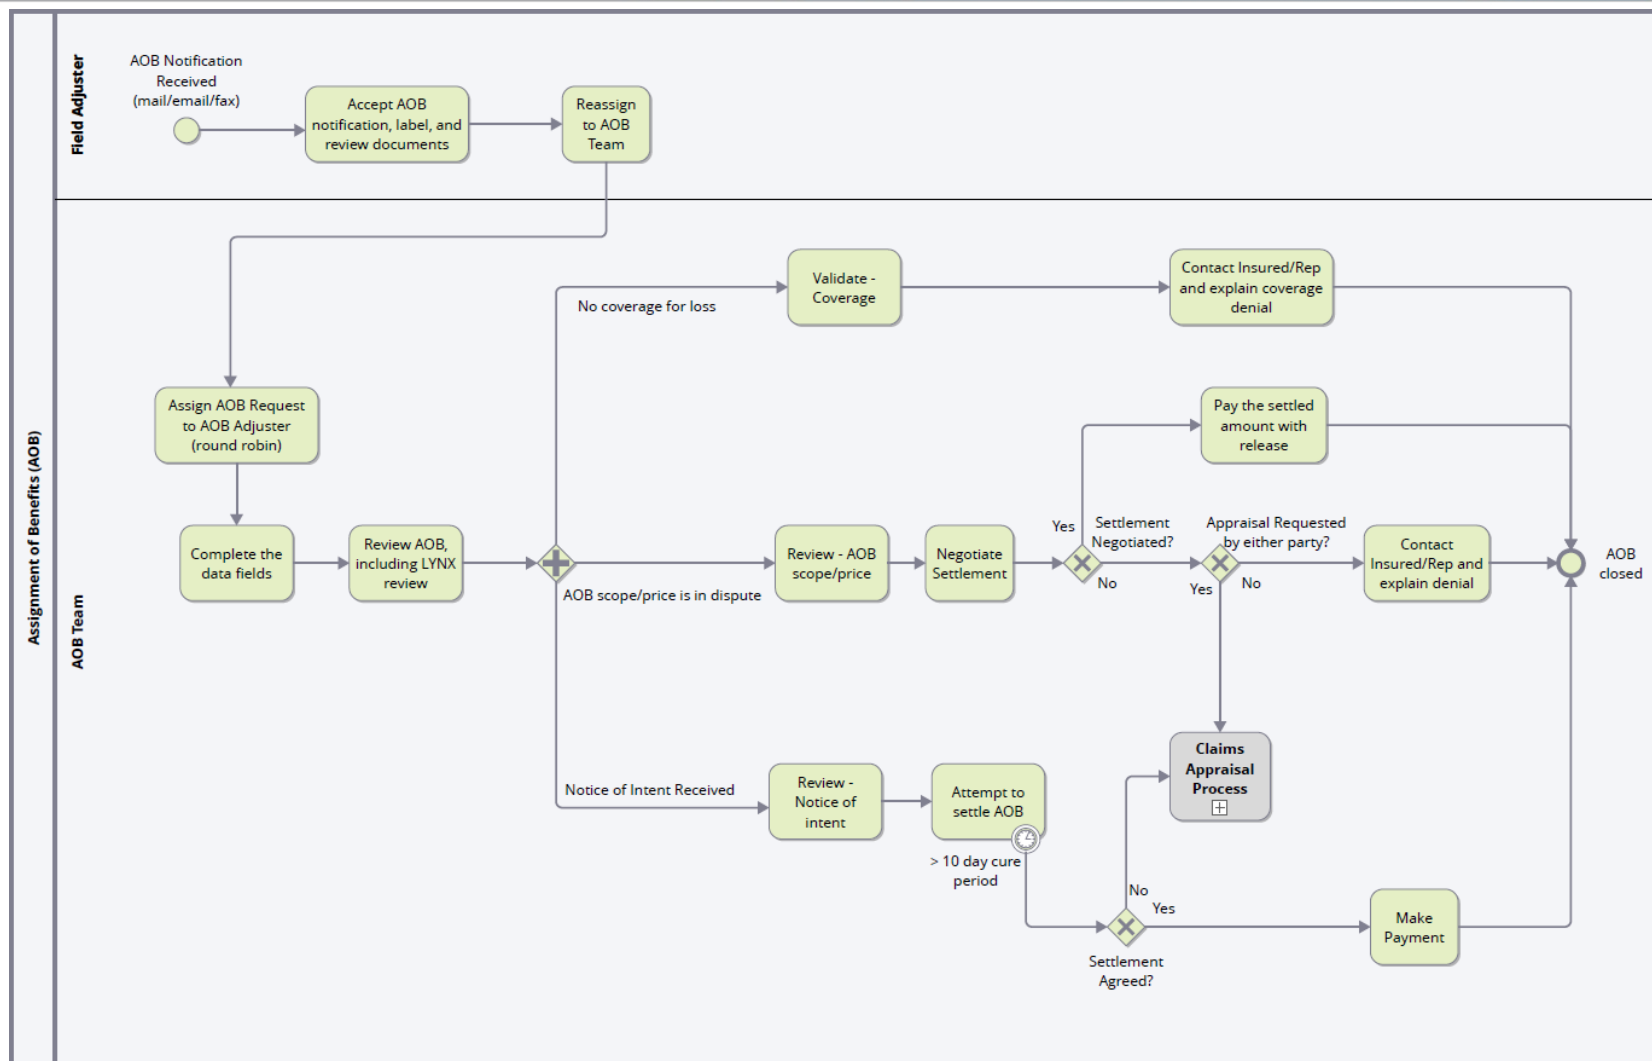 Assignment of Benefits (AOB)
Field Adjuster
AOB Notification
Received
(mail/email/fax)
Accept AOB
notification, label, and
review documents
Reassign
to AOB
Team
AOB Team
Assign AOB Request
to AOB Adjuster
(round robin)
Complete the
data fields
Review AOB,
including LYNX
review
No coverage for loss
Validate -
Coverage
Contact Insured/Rep
and explain coverage
denial
AOB scope/price is in dispute
Review - AOB
scope/price
Negotiate
Settlement
Settlement
Negotiated?
Yes
No
Pay the settled
amount with
release
Appraisal Requested
by either party?
Yes
No
Contact
Insured/Rep and
explain denial
AOB
closed
Claims
Appraisal
Process
Notice of Intent Received
Review -
Notice of
intent
Attempt to
settle AOB
> 10 day cure
period
No
Yes
Settlement
Agreed?
Make
Payment